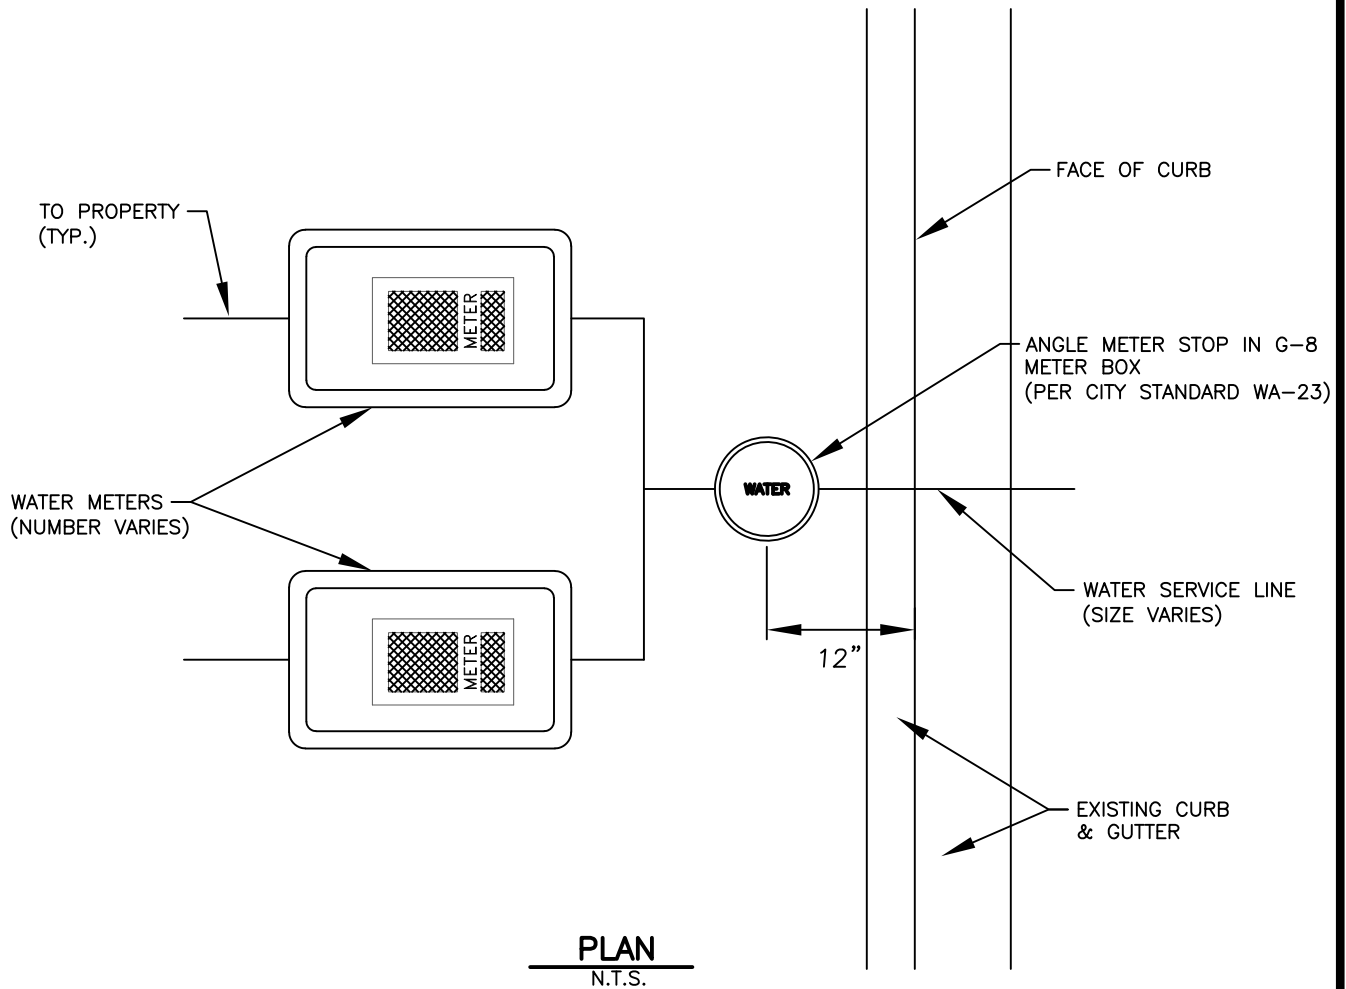 FACE OF CURB
TO PROPERTY
(TYP.)
METER
ANGLE METER STOP IN G-8
METER BOX
(PER CITY STANDARD WA-23)
WATER
WATER METERS
(NUMBER VARIES)
WATER SERVICE LINE
(SIZE VARIES)
METER
12"
EXISTING CURB
& GUTTER
PLAN
N.T.S.